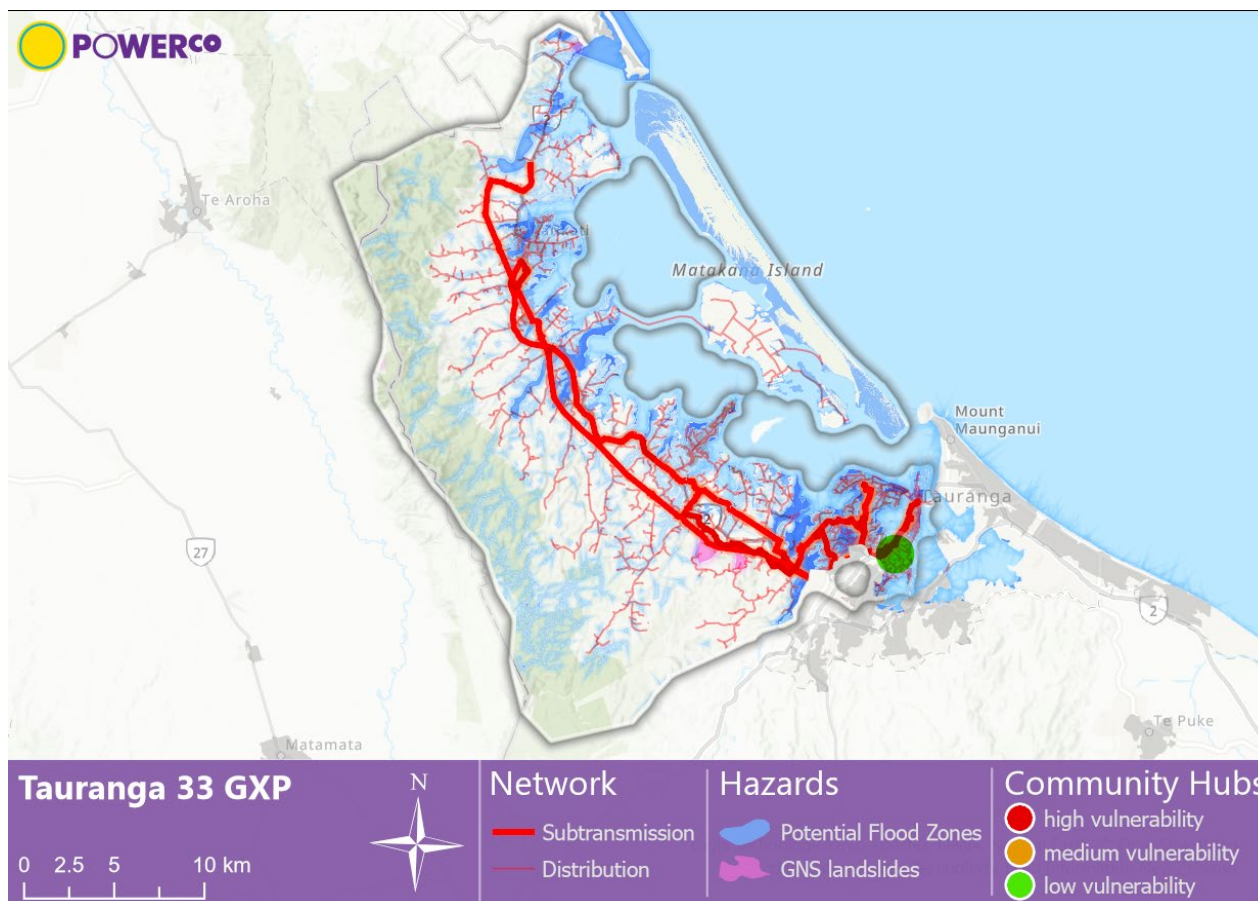 POWERCO
2
Te Aroha
Matakana Island
Mount
Maunganui
Tauranga
2
27
2
Te Puke
Matamata
Tauranga 33 GXP
N
0 2.5 5 10 km
Network
Subtransmission
Distribution
Hazards
Potential Flood Zones
GNS landslides
Community Hubs
high vulnerability
medium vulnerability
low vulnerability